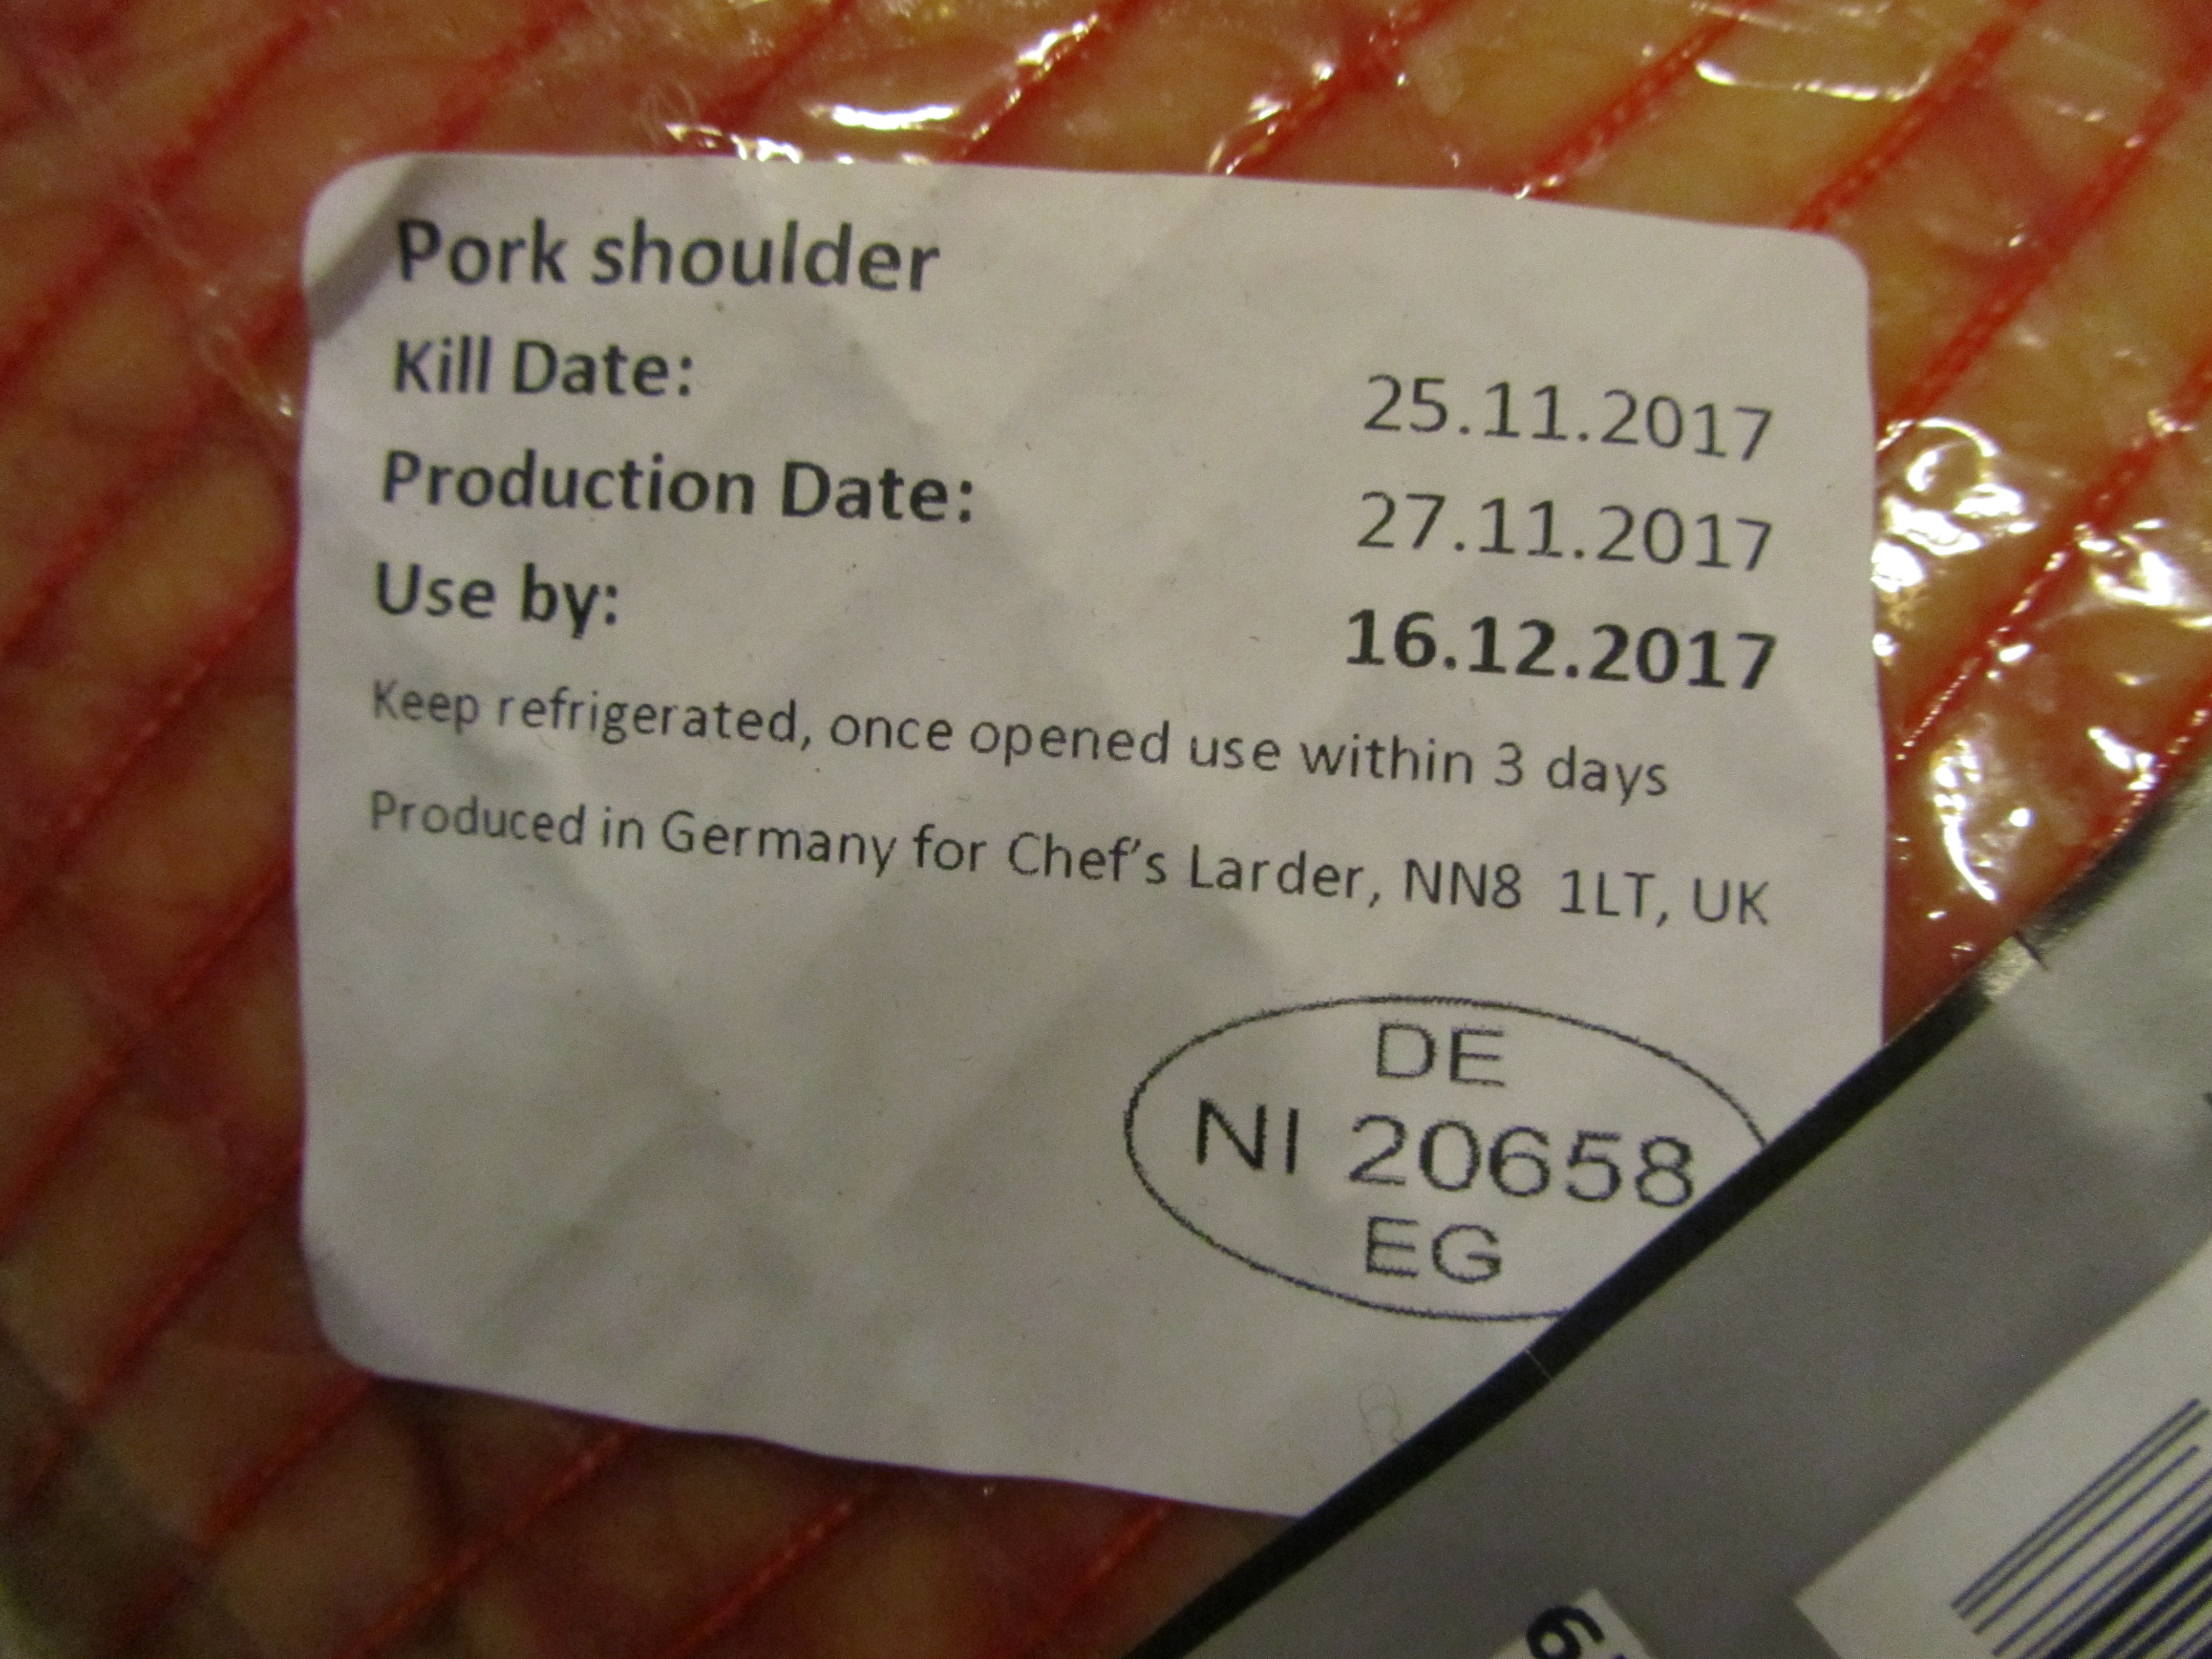 Pork shoulder
Kill Date: 25.11.2017
Production Date: 27.11.2017
Use by: 16.12.2017
Keep refrigerated, once opened use within 3 days
Produced in Germany for Chef's Larder, NN8 1LT, UK
DE
NI 20658
EG